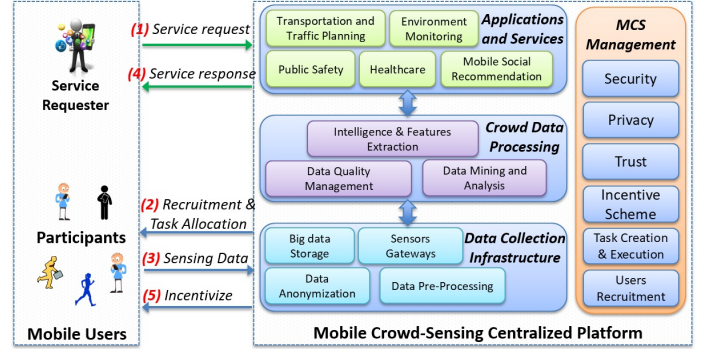 (1) Service request
(4) Service response
Service
Requester
(2) Recruitment &
Task Allocation
Participants
(3) Sensing Data
(5) Incentivize
Mobile Users
Transportation and
Traffic Planning
Environment
Monitoring
Applications
and Services
Public Safety
Healthcare
Mobile Social
Recommendation
Intelligence & Features
Extraction
Crowd Data
Processing
Data Quality
Management
Data Mining and
Analysis
Big data
Storage
Sensors
Gateways
Data Collection
Infrastructure
Data
Anonymization
Data Pre-Processing
Mobile Crowd-Sensing Centralized Platform
MCS
Management
Security
Privacy
Trust
Incentive
Scheme
Task Creation
& Execution
Users
Recruitment